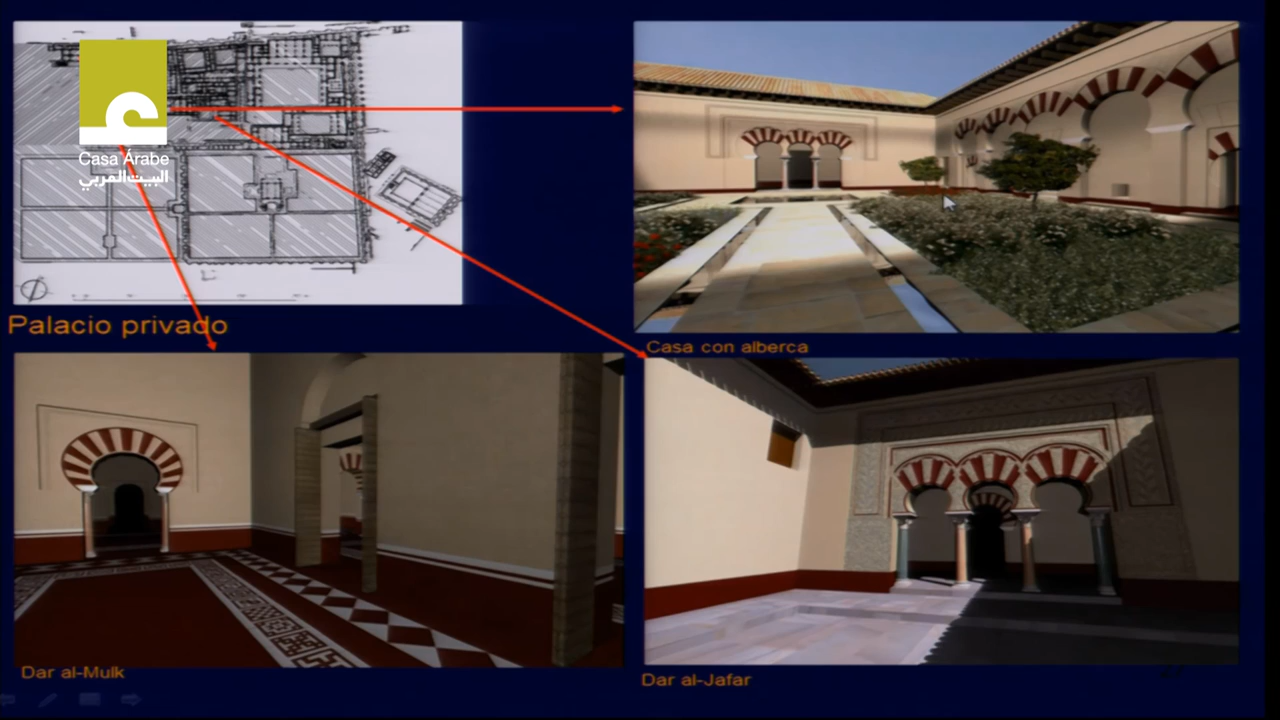 Casa Árabe
البيت العربي
Palacio privado
Casa con alberca
Dar al-Mulk
Dar al-Jafar